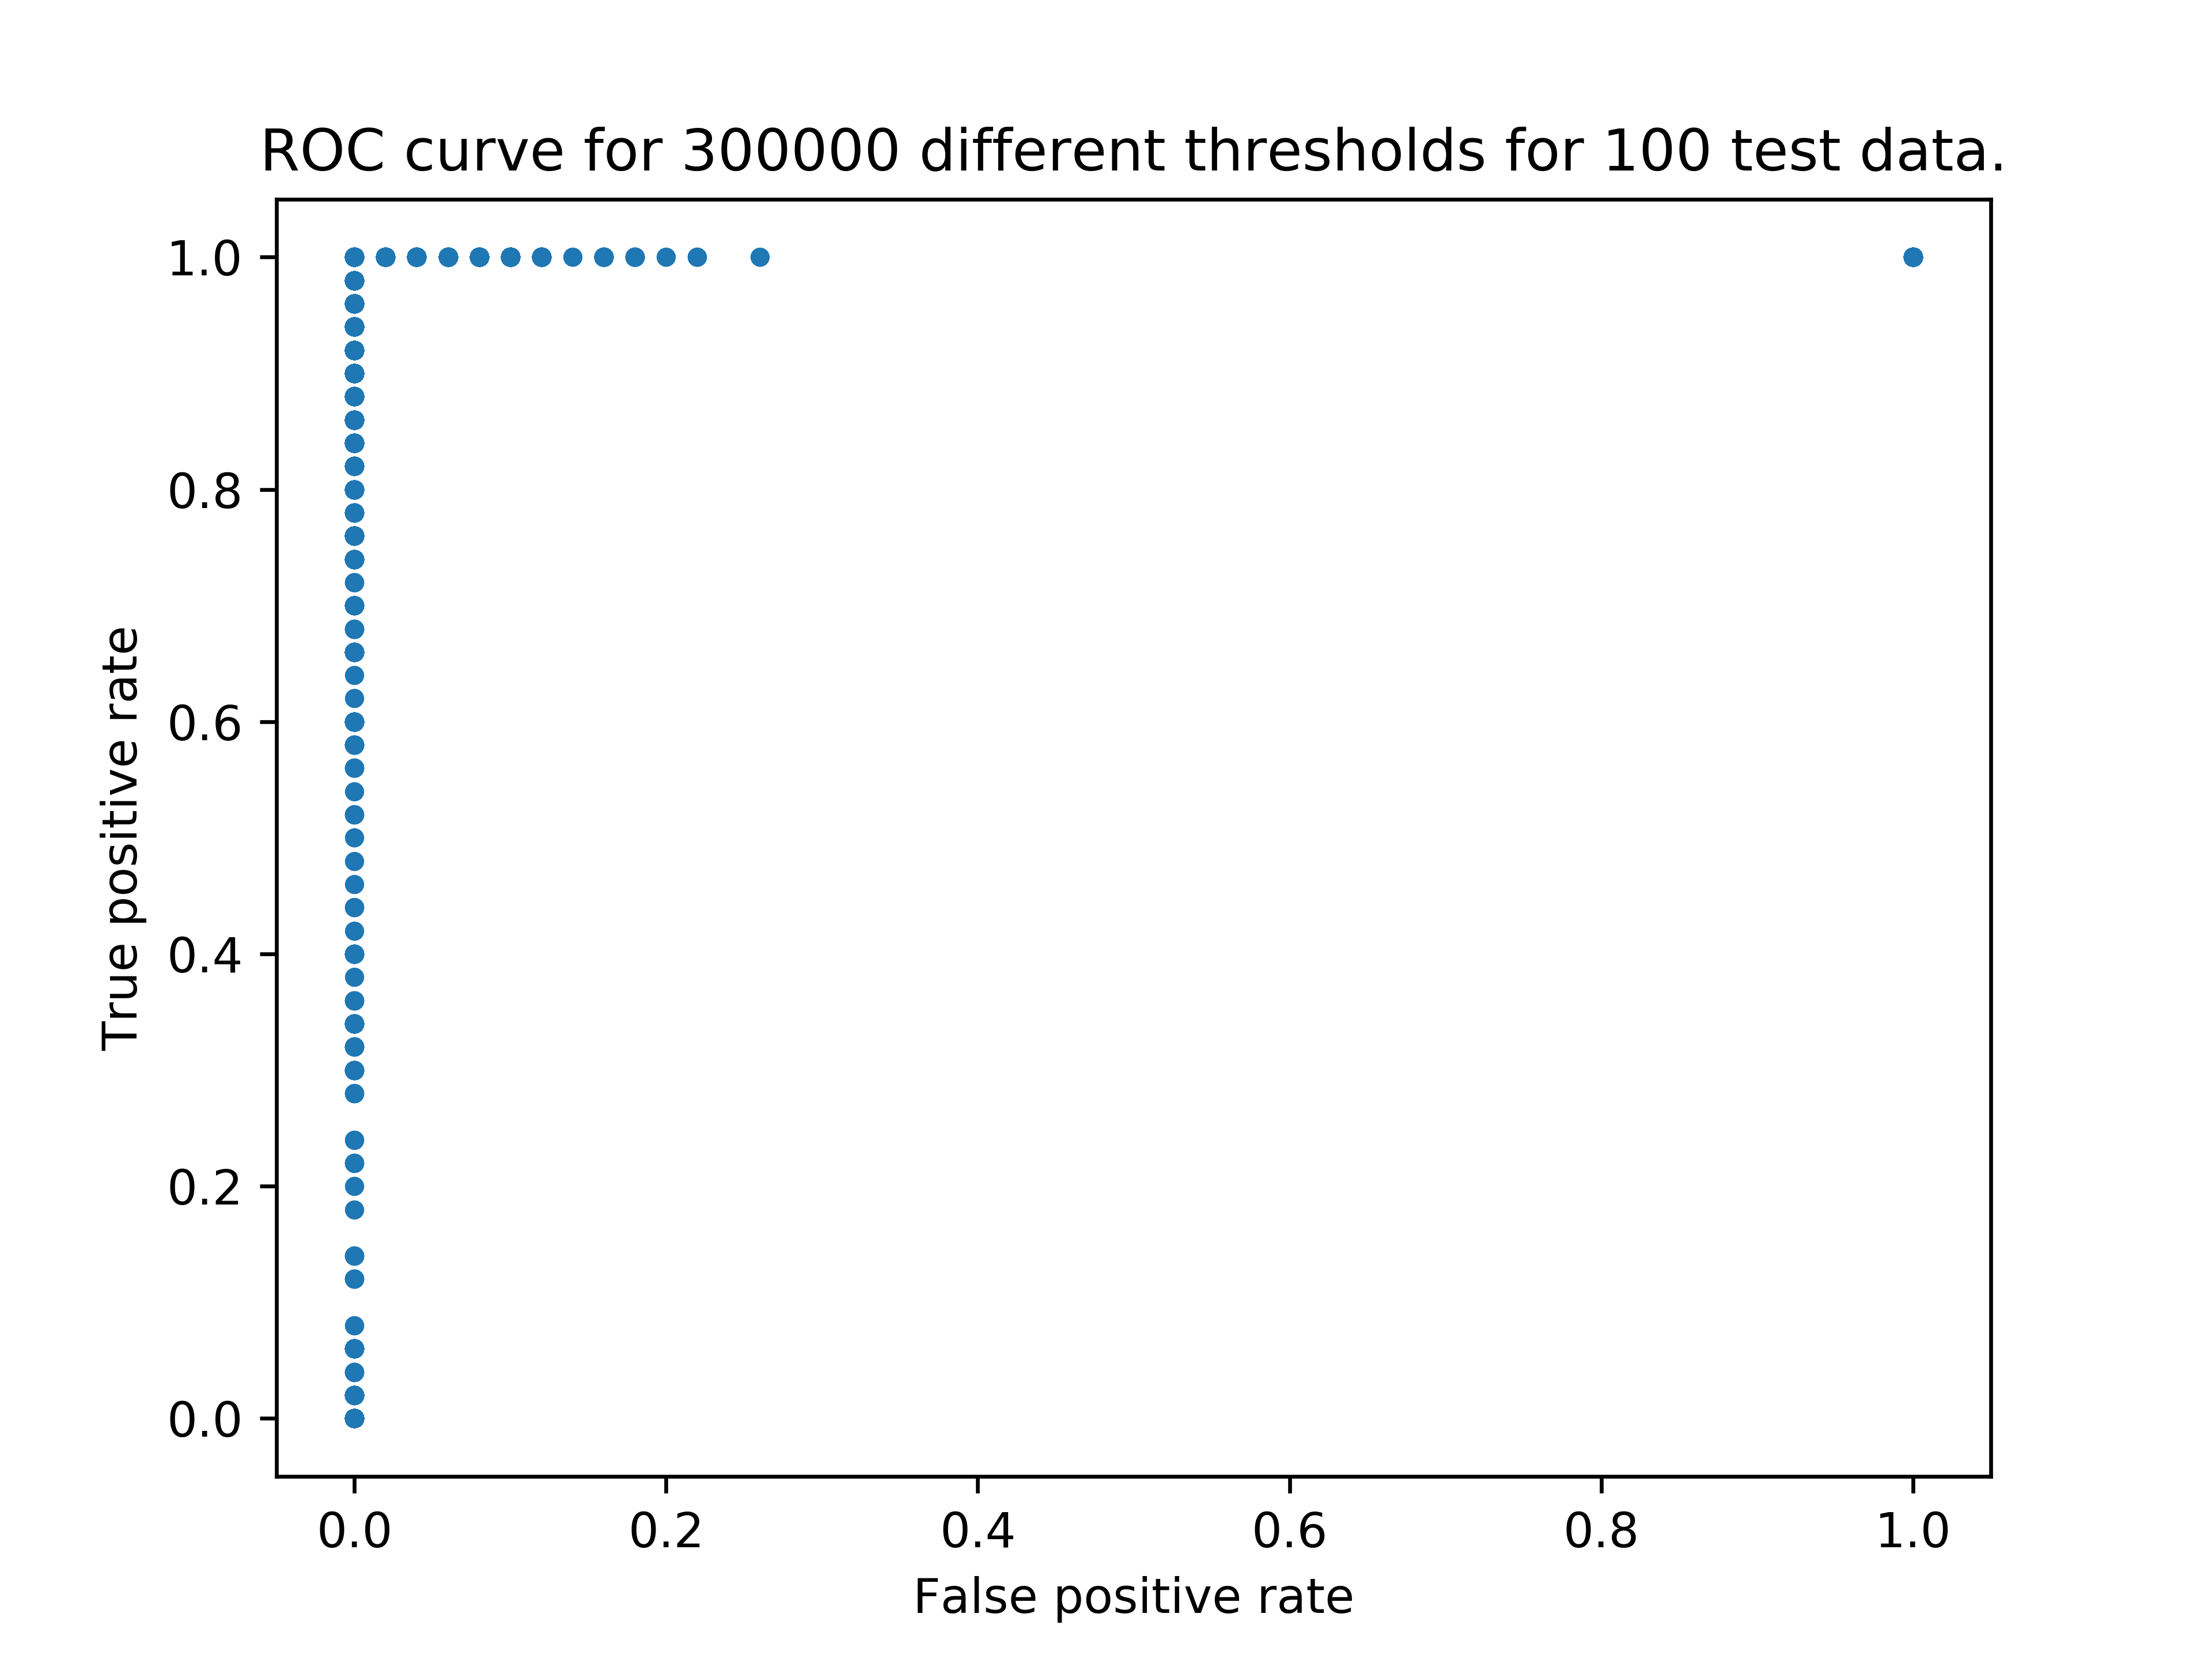 ROC curve for 300000 different thresholds for 100 test data.
1.0
0.8
0.6
0.4
0.2
0.0
True positive rate
0.0 0.2 0.4 0.6 0.8 1.0
False positive rate